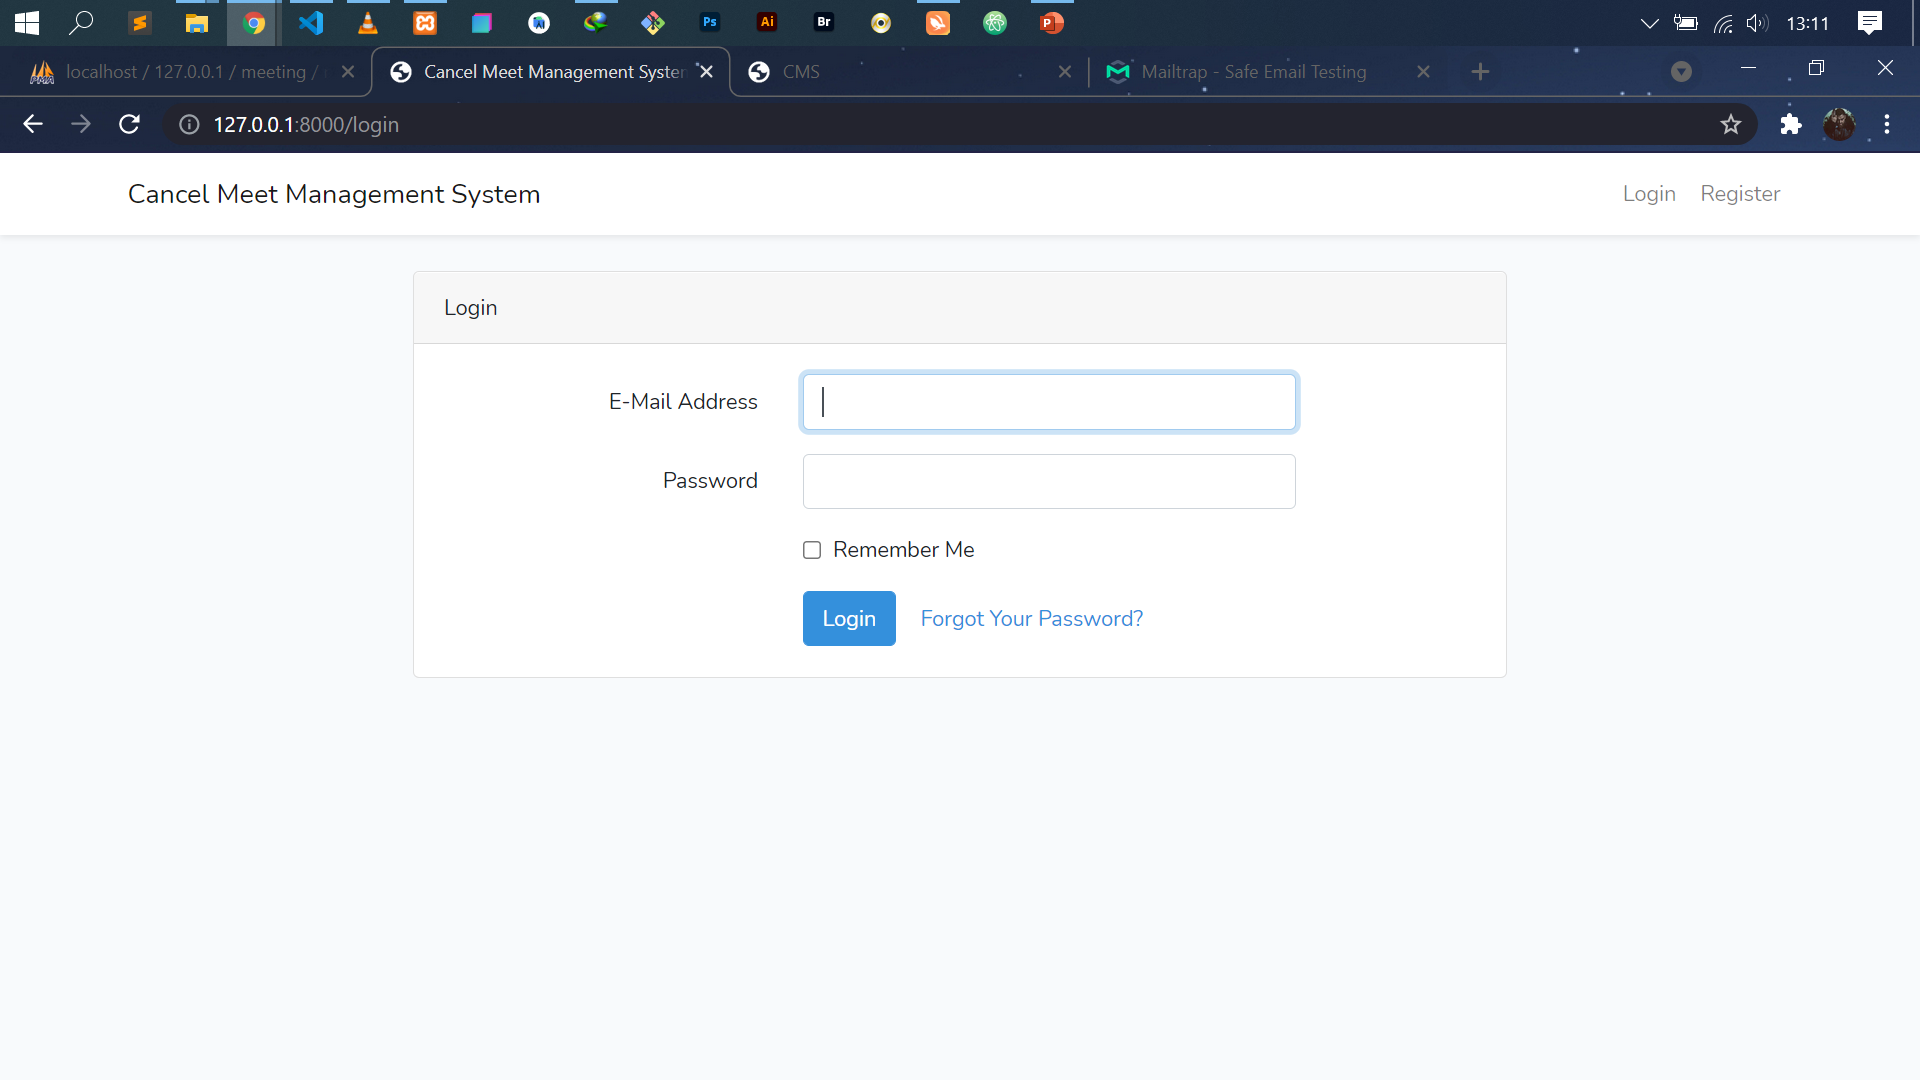 Ps
Ai
Br
13:11
localhost / 127.0.0.1 / meeting /
Cancel Meet Management System
CMS
Mailtrap - Safe Email Testing
127.0.0.1:8000/login
Cancel Meet Management System
Login
Register
Login
E-Mail Address
Password
Remember Me
Login
Forgot Your Password?